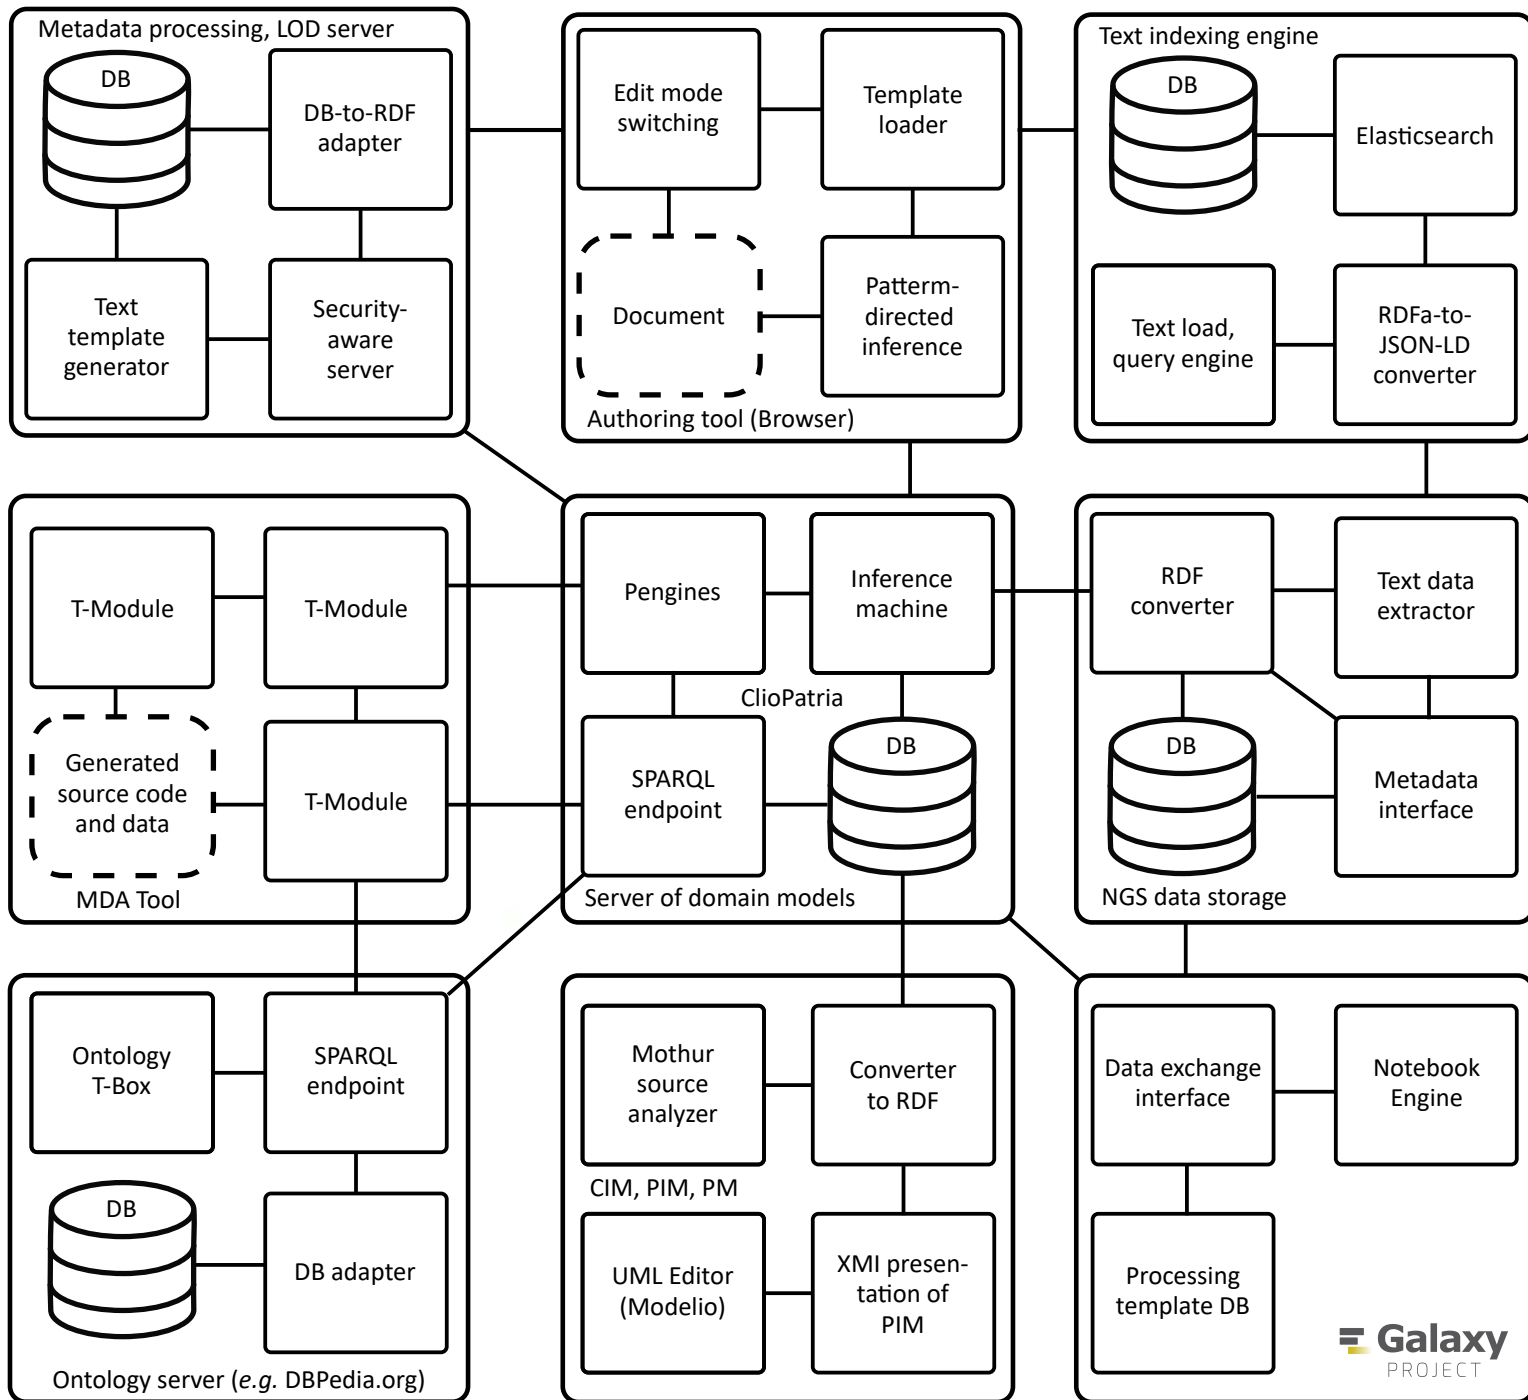 Metadata processing, LOD server
DB
DB-to-RDF
adapter
Text
template
generator
Security-
aware
server
Edit mode
switching
Template
loader
Document
Patterm-
directed
inference
Authoring tool (Browser)
Text indexing engine
DB
Elasticsearch
Text load,
query engine
RDFa-to-
JSON-LD
converter
T-Module
T-Module
Generated
source code
and data
T-Module
MDA Tool
Pengines
Inference
machine
ClioPatria
SPARQL
endpoint
DB
Server of domain models
RDF
converter
Text data
extractor
DB
Metadata
interface
NGS data storage
Ontology
T-Box
SPARQL
endpoint
DB
DB adapter
Ontology server (e.g. DBPedia.org)
Mothur
source
analyzer
Converter
to RDF
CIM, PIM, PM
UML Editor
(Modelio)
XMI presen-
tation of
PIM
Data exchange
interface
Notebook
Engine
Processing
template DB
Galaxy
PROJECT